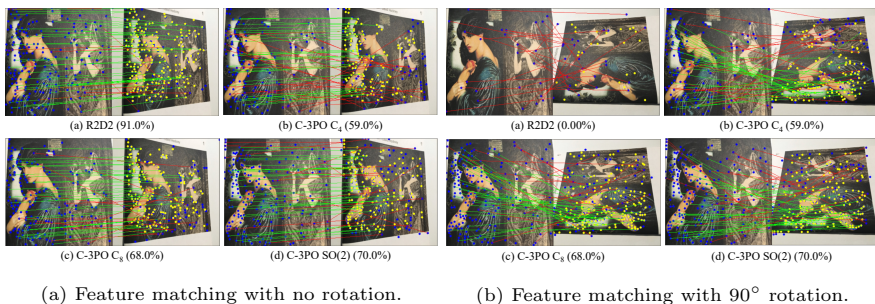 (a) R2D2 (91.0%)
(b) C-3PO C₄ (59.0%)
(a) R2D2 (0.00%)
(b) C-3PO C₄ (59.0%)
(c) C-3PO C₈ (68.0%)
(d) C-3PO SO(2) (70.0%)
(c) C-3PO C₈ (68.0%)
(d) C-3PO SO(2) (70.0%)
(a) Feature matching with no rotation.
(b) Feature matching with 90° rotation.